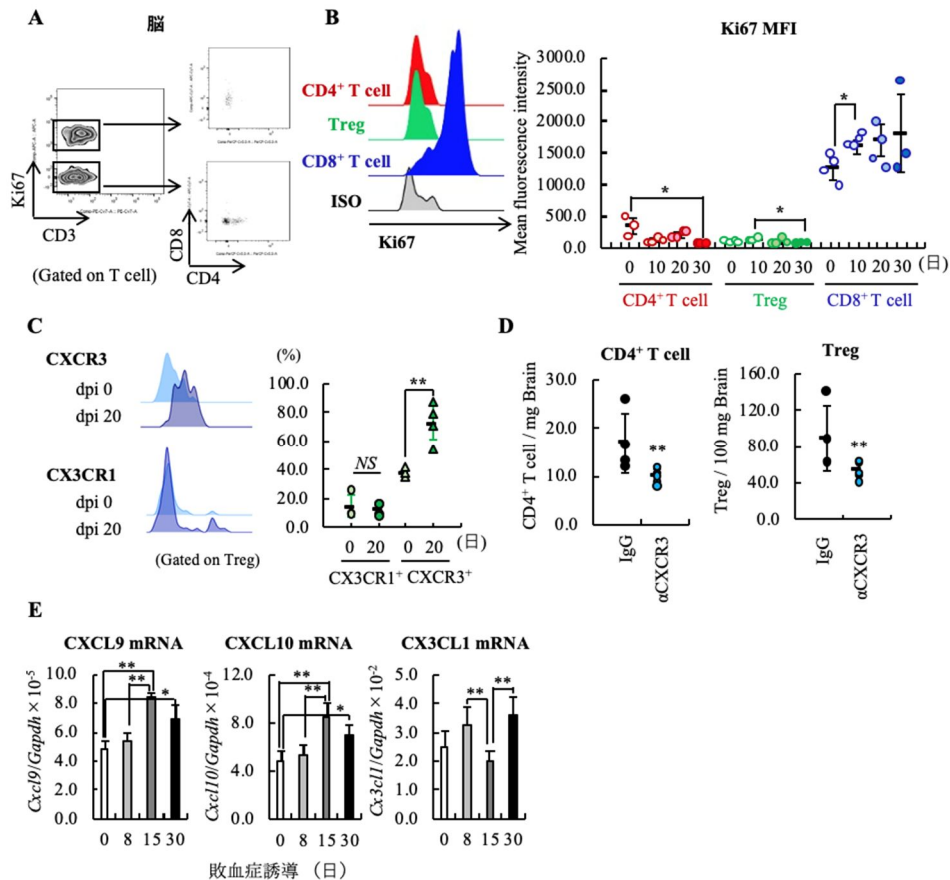 A
脳
Ki67
CD3
(Gated on T cell)
CD8
CD4
B
CD4⁺ T cell
Treg
CD8⁺ T cell
ISO
Ki67
Ki67 MFI
Mean fluorescence intensity
3000.0
2500.0
2000.0
1500.0
1000.0
500.0
0.0
*
*
*
0 10 20 30 0 10 20 30 0 10 20 30 (日)
CD4⁺ T cell Treg CD8⁺ T cell
C
CXCR3
dpi 0
dpi 20
CX3CR1
dpi 0
dpi 20
(Gated on Treg)
(%)
100.0
80.0
60.0
40.0
20.0
0.0
NS
**
0 20 0 20 (日)
CX3CR1⁺ CXCR3⁺
D
CD4⁺ T cell
CD4⁺ T cell / mg Brain
30.0
20.0
10.0
0.0
**
IgG
αCXCR3
Treg
Treg / 100 mg Brain
160.0
120.0
80.0
40.0
0.0
**
IgG
αCXCR3
E
CXCL9 mRNA
Cxcl9/Gapdh × 10⁻⁵
10.0
8.0
6.0
4.0
2.0
0.0
**
**
*
0 8 15 30
CXCL10 mRNA
Cxcl10/Gapdh × 10⁻⁴
12.0
8.0
4.0
0.0
**
**
*
0 8 15 30
CX3CL1 mRNA
Cx3cl1/Gapdh × 10⁻²
5.0
4.0
3.0
2.0
1.0
0.0
**
**
0 8 15 30
敗血症誘導 (日)